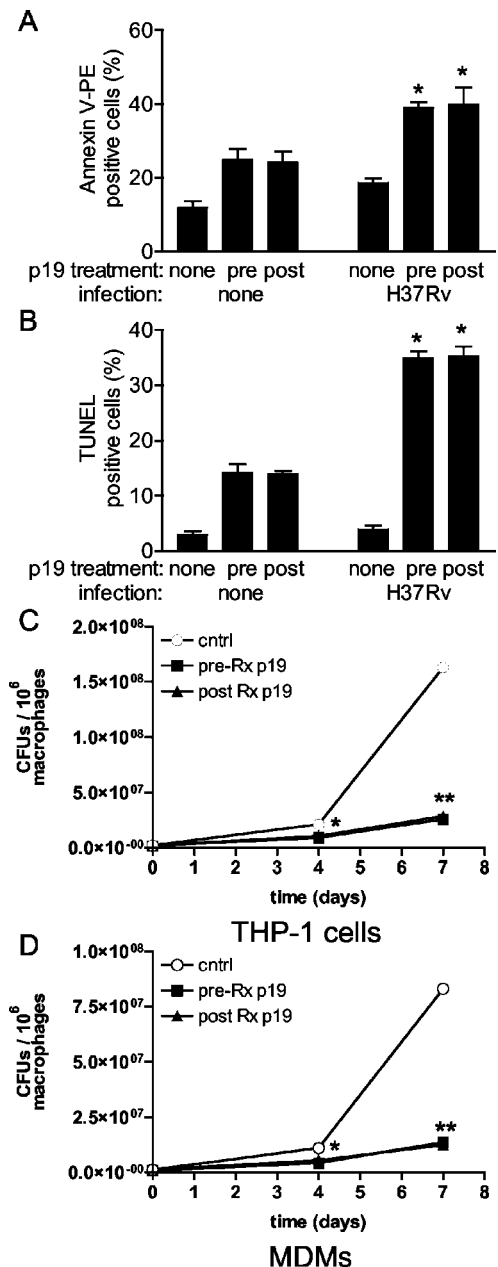 A
Annexin V-PE
positive cells (%)
60
40
20
0
* *
p19 treatment: none pre post none pre post
infection: none H37Rv
B
TUNEL
positive cells (%)
40
30
20
10
0
* *
p19 treatment: none pre post none pre post
infection: none H37Rv
C
CFUs / 10⁶
macrophages
2.0×10⁰⁸
1.5×10⁰⁸
1.0×10⁰⁸
5.0×10⁰⁷
0.0×10⁻⁰⁰
cntrl
pre-Rx p19
post Rx p19
* **
0 1 2 3 4 5 6 7 8
time (days)
THP-1 cells
D
CFUs / 10⁶
macrophages
1.0×10⁰⁸
7.5×10⁰⁷
5.0×10⁰⁷
2.5×10⁰⁷
0.0×10⁻⁰⁰
cntrl
pre-Rx p19
post Rx p19
* **
0 1 2 3 4 5 6 7 8
time (days)
MDMs